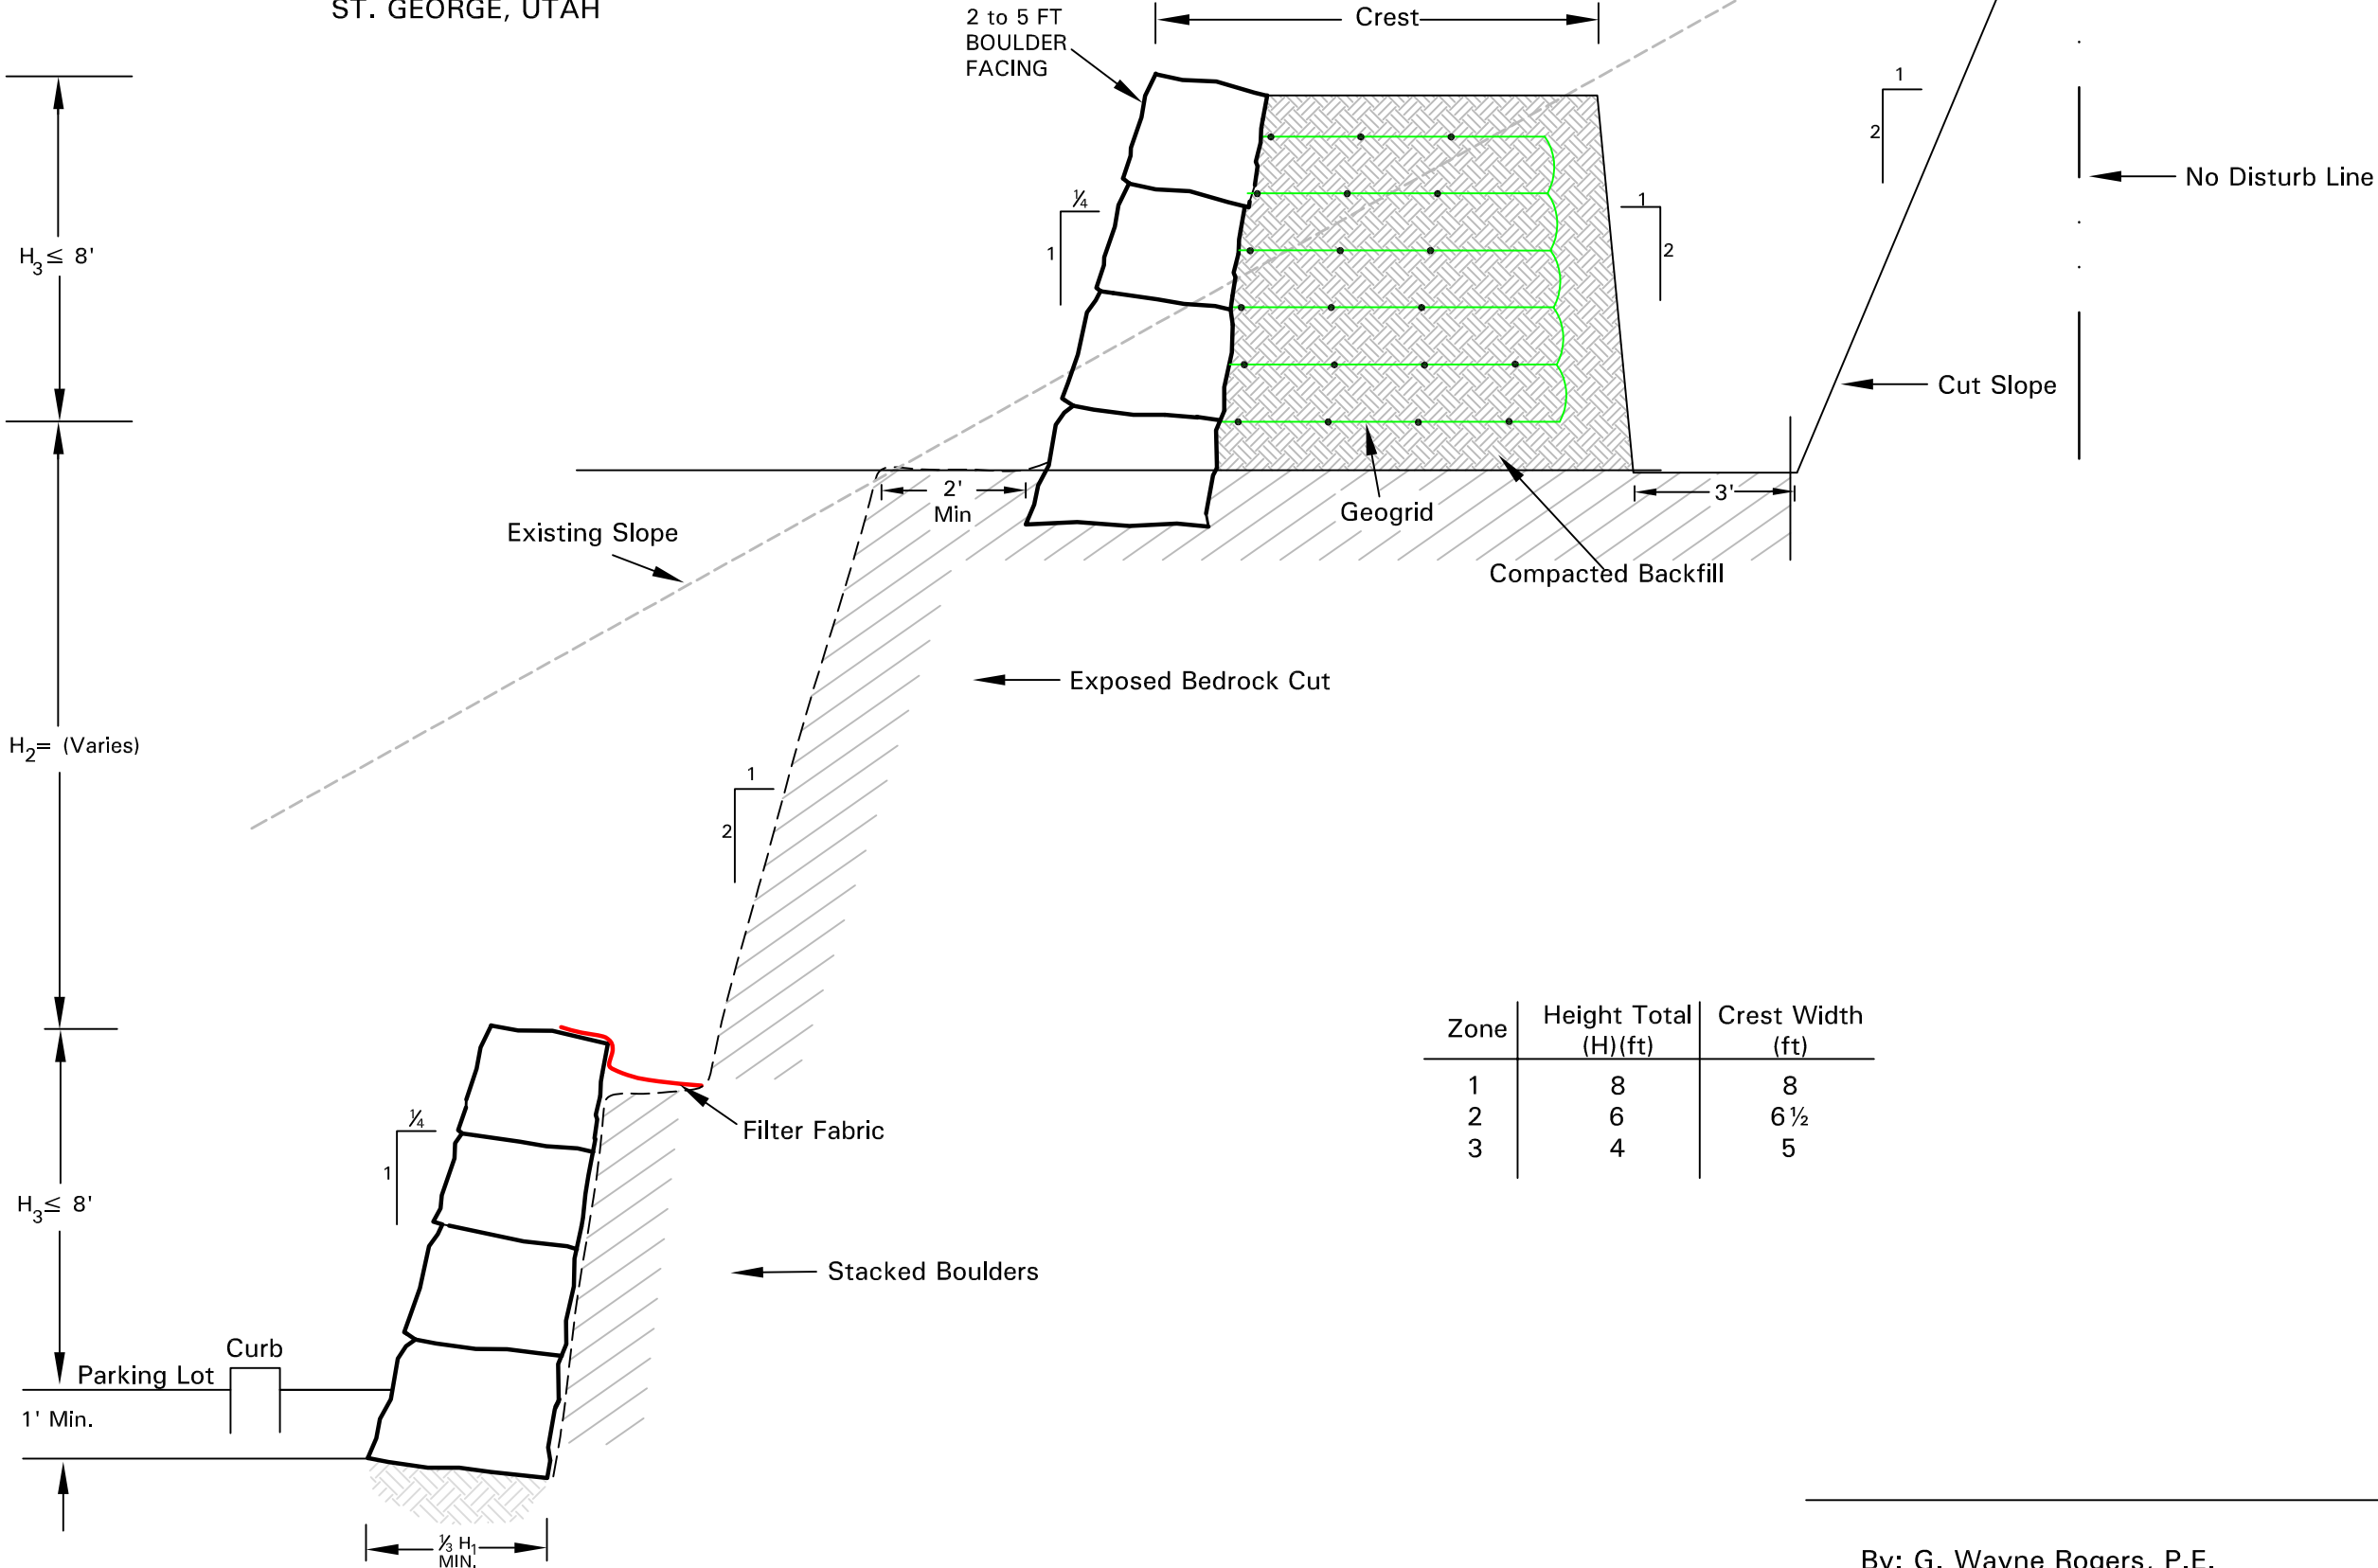 ST. GEORGE, UTAH
2 to 5 FT
BOULDER
FACING
Crest
1
2
No Disturb Line
H3 ≤ 8'
¼
1
1
2
Cut Slope
2'
Min
3'
Geogrid
Existing Slope
Compacted Backfill
Exposed Bedrock Cut
H2= (Varies)
1
2
Zone | Height Total (H)(ft) | Crest Width (ft)
1 8 8
2 6 6½
3 4 5
¼
1
Filter Fabric
H3 ≤ 8'
Stacked Boulders
Curb
Parking Lot
1' Min.
⅓ H1
MIN.
By: G. Wayne Rogers, P.E.